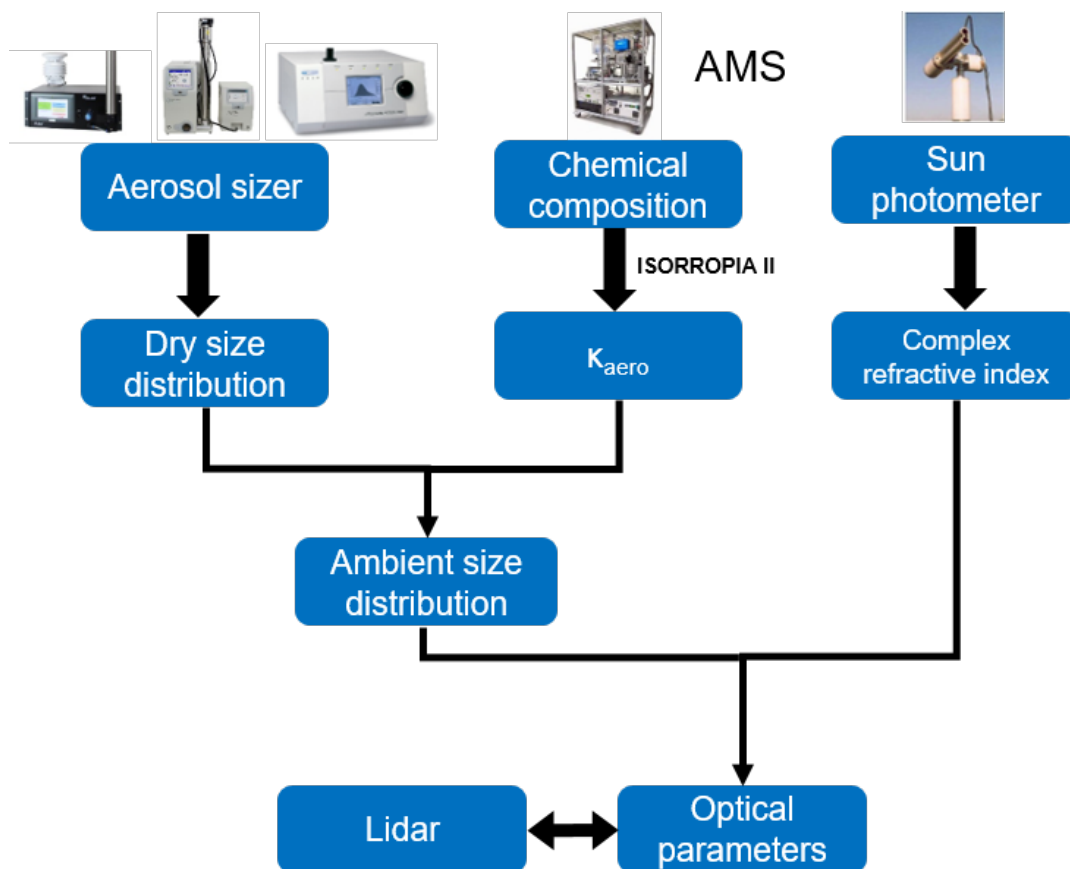 AMS
Aerosol sizer
Chemical
composition
Sun
photometer
ISORROPIA II
Dry size
distribution
κaero
Complex
refractive index
Ambient size
distribution
Lidar
Optical
parameters